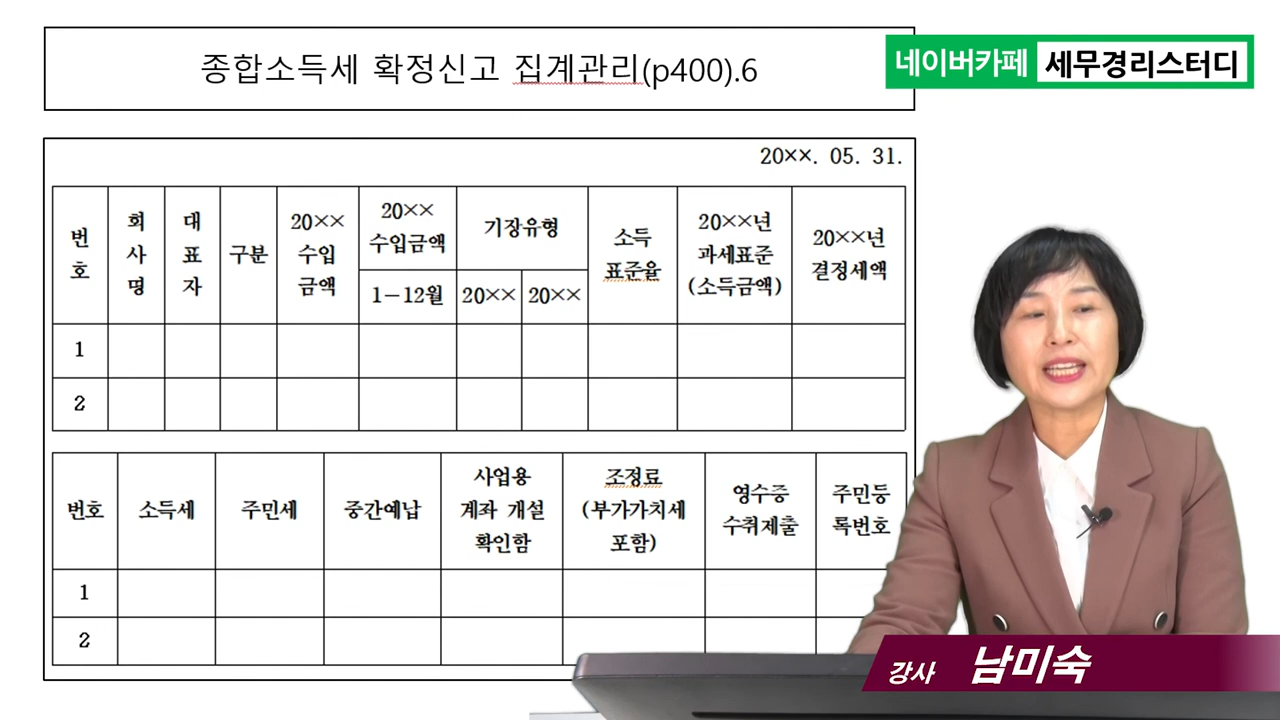 종합소득세 확정신고 집계관리(p400).6
네이버카페 세무경리스터디
20××. 05. 31.
번호
회사명
대표자
구분
20××
수입
금액
20××
수입금액
1-12월
기장유형
20××
20××
소득
표준율
20××년
과세표준
(소득금액)
20××년
결정세액
1
2
번호
소득세
주민세
중간예납
사업용
계좌 개설
확인함
조정료
(부가가치세
포함)
영수증
수취제출
주민등
록번호
1
2
강사 남미숙